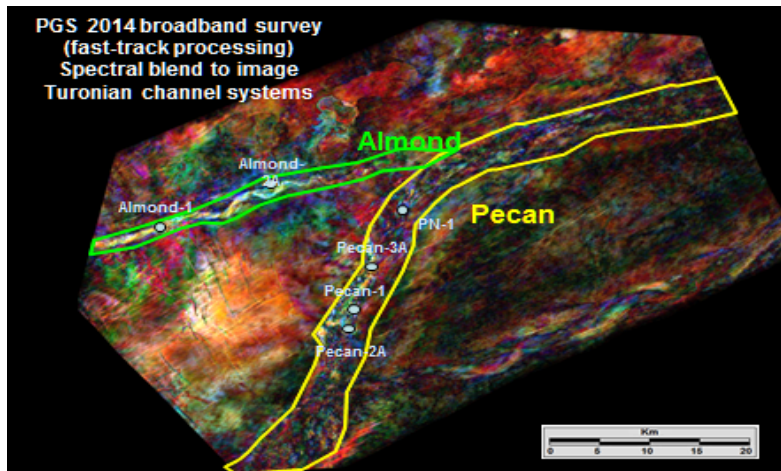 PGS 2014 broadband survey
(fast-track processing)
Spectral blend to image
Turonian channel systems
Almond
Almond-
2A
Almond-1
Pecan
PN-1
Pecan-3A
Pecan-1
Pecan-2A
Km
0 5 10 15 20